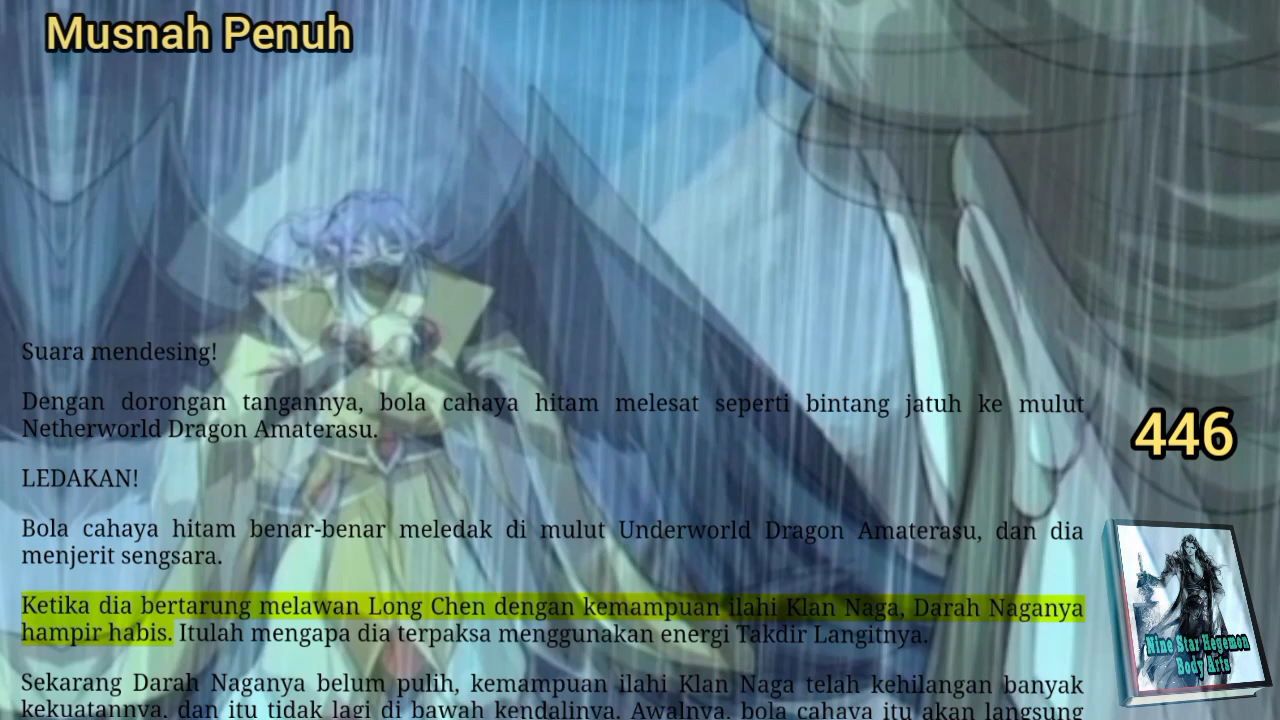 Musnah Penuh
Suara mendesing!
Dengan dorongan tangannya, bola cahaya hitam melesat seperti bintang jatuh ke mulut
Netherworld Dragon Amaterasu.
LEDAKAN!
Bola cahaya hitam benar-benar meledak di mulut Underworld Dragon Amaterasu, dan dia
menjerit sengsara.
Ketika dia bertarung melawan Long Chen dengan kemampuan ilahi Klan Naga, Darah Naganya
hampir habis. Itulah mengapa dia terpaksa menggunakan energi Takdir Langitnya.
Sekarang Darah Naganya belum pulih, kemampuan ilahi Klan Naga telah kehilangan banyak
kekuatannya, dan itu tidak lagi di bawah kendalinya. Awalnya, bola cahaya itu akan langsung
446
Nine Star Hegemon
Body Arts